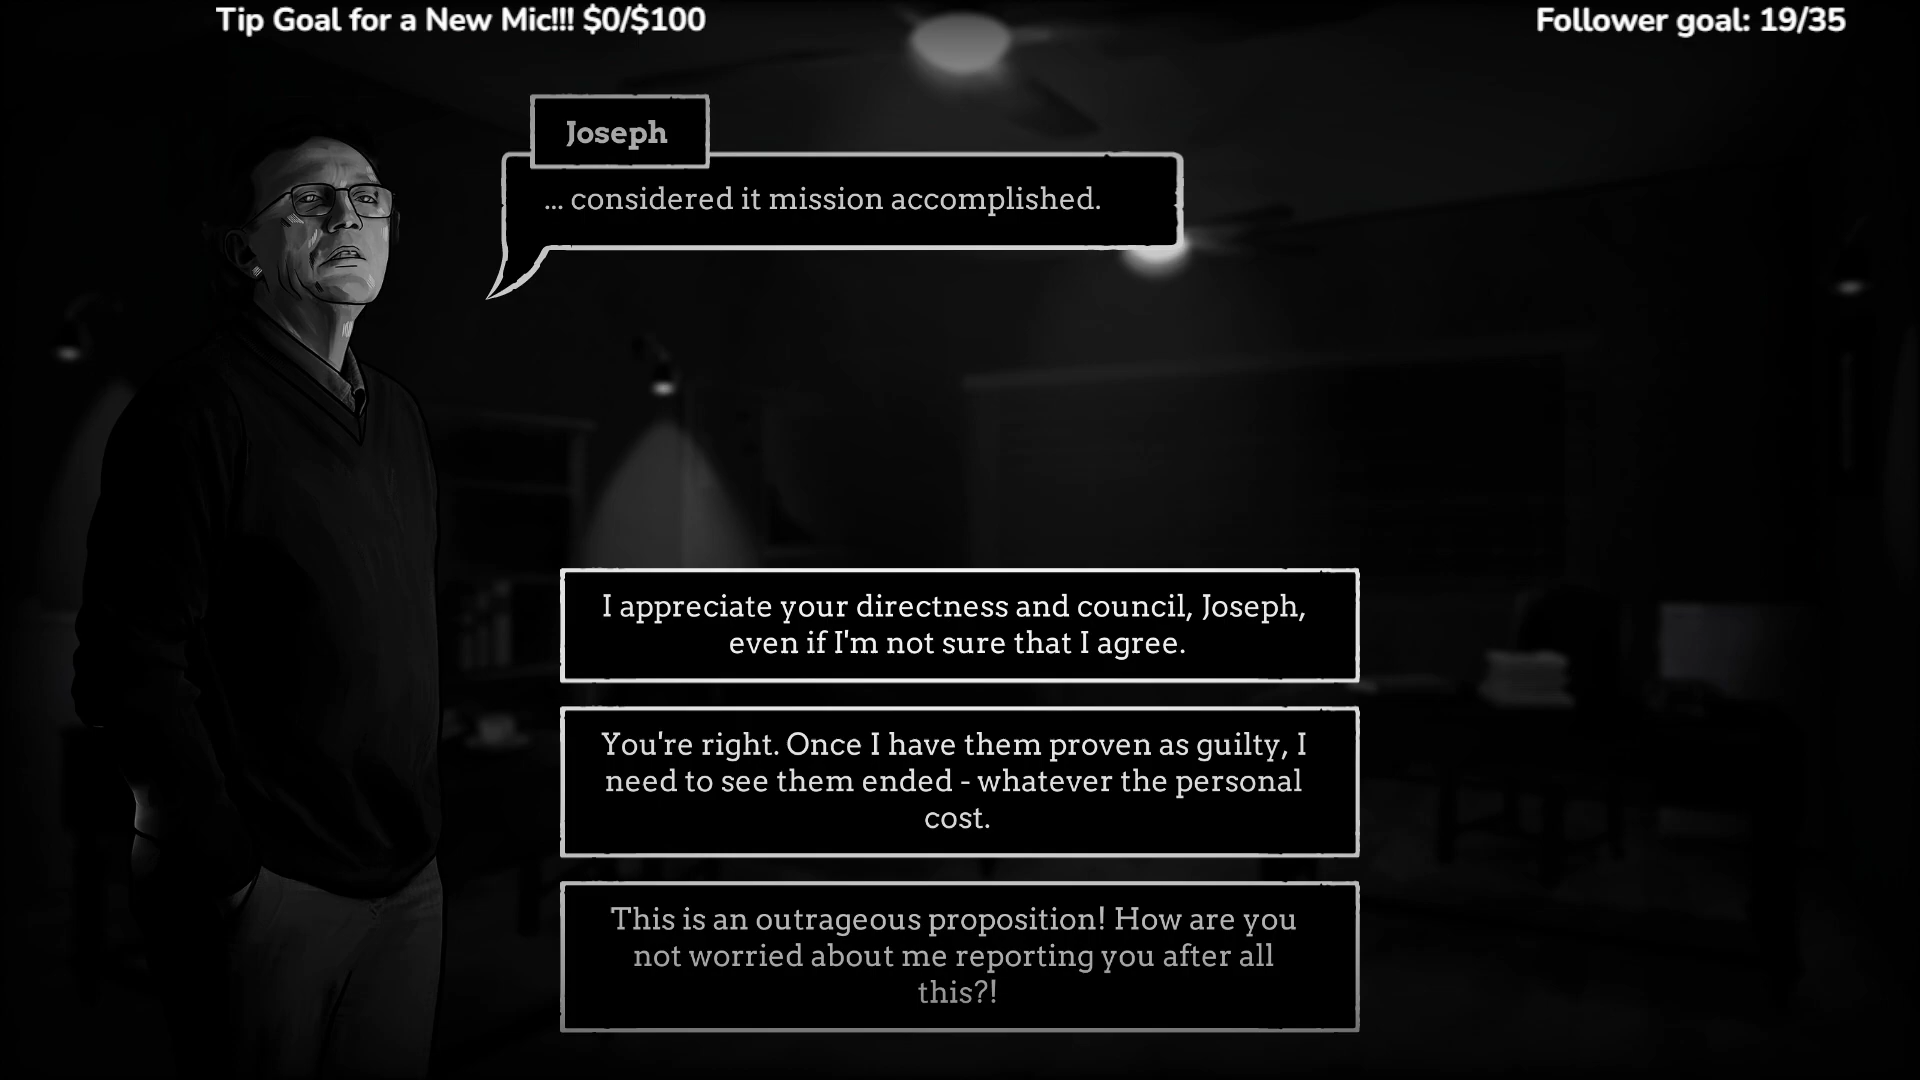 Tip Goal for a New Mic!!! $0/$100
Follower goal: 19/35
Joseph
... considered it mission accomplished.
I appreciate your directness and council, Joseph,
even if I'm not sure that I agree.
You're right. Once I have them proven as guilty, I
need to see them ended - whatever the personal
cost.
This is an outrageous proposition! How are you
not worried about me reporting you after all
this?!